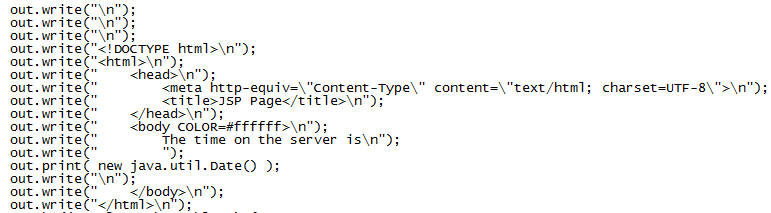 out.write("\n");
out.write("\n");
out.write("\n");
out.write("<!DOCTYPE html>\n");
out.write("<html>\n");
out.write("    <head>\n");
out.write("        <meta http-equiv=\"Content-Type\" content=\"text/html; charset=UTF-8\">\n");
out.write("        <title>JSP Page</title>\n");
out.write("    </head>\n");
out.write("    <body COLOR=#ffffff>\n");
out.write("        The time on the server is\n");
out.write("        ");
out.print( new java.util.Date() );
out.write("\n");
out.write("    </body>\n");
out.write("</html>\n");